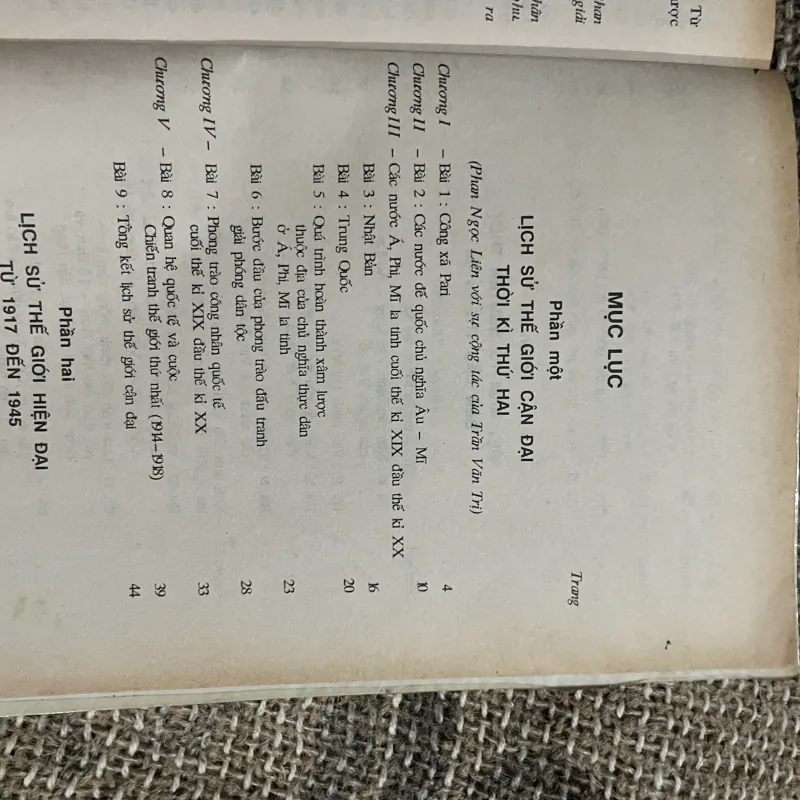 Từ
ược
han
giải
hân
hu.
ra
MỤC LỤC
Trang
Phần một
LỊCH SỬ THẾ GIỚI CẬN ĐẠI
THỜI KÌ THỨ HAI
(Phan Ngọc Liên với sự cộng tác của Trần Văn Trị)
Chương I – Bài 1 : Công xã Pari 4
Chương II – Bài 2 : Các nước đế quốc chủ nghĩa Âu – Mĩ 10
Chương III – Các nước Á, Phi, Mĩ la tinh cuối thế kỉ XIX đầu thế kỉ XX
Bài 3 : Nhật Bản 16
Bài 4 : Trung Quốc 20
Bài 5 : Quá trình hoàn thành xâm lược
thuộc địa của chủ nghĩa thực dân
ở Á, Phi, Mĩ la tinh 23
Bài 6 : Bước đầu của phong trào đấu tranh
giải phóng dân tộc 28
Chương IV – Bài 7 : Phong trào công nhân quốc tế
cuối thế kỉ XIX đầu thế kỉ XX 33
Chương V – Bài 8 : Quan hệ quốc tế và cuộc
Chiến tranh thế giới thứ nhất (1914–1918) 39
Bài 9 : Tổng kết lịch sử thế giới cận đại 44
Phần hai
LỊCH SỬ THẾ GIỚI HIỆN ĐẠI
TỪ 1917 ĐẾN 1945